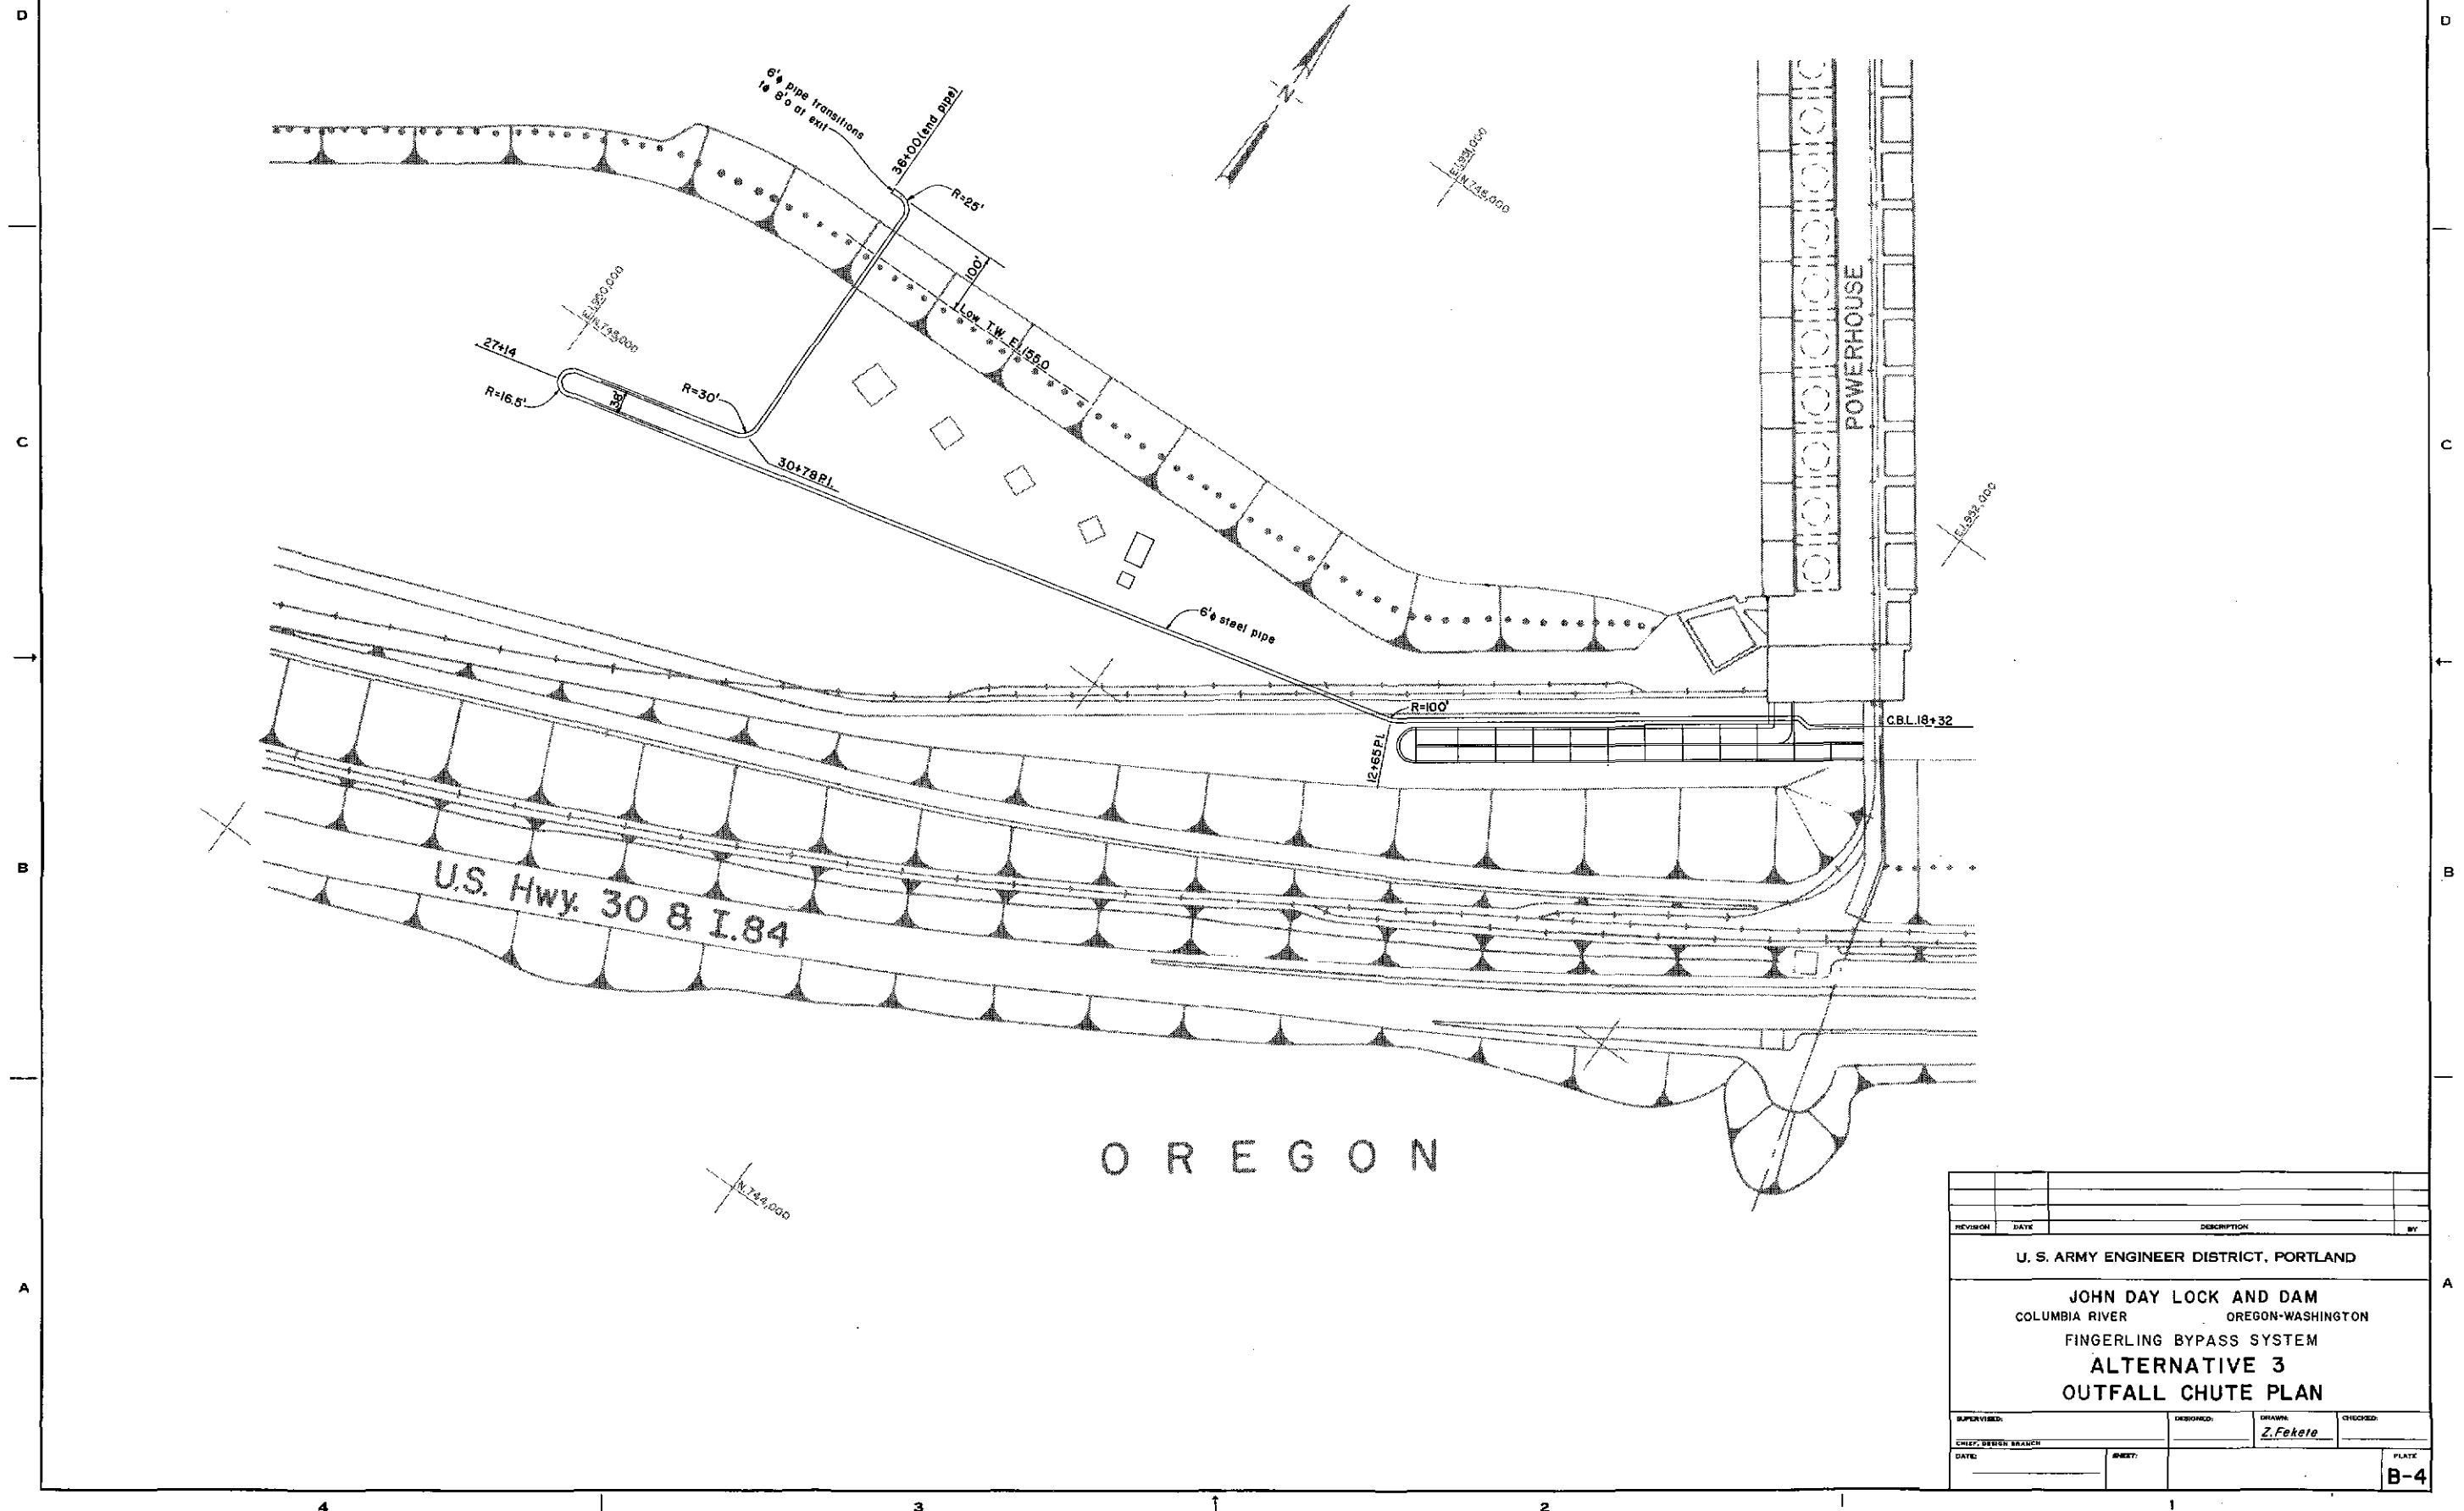 D
D
6'φ pipe transitions
to 8'φ at exit
36+00(end pipe)
R=25'
N
E.1,951,000
N.746,000
100'
Low T.W. El.155.0
E.1,950,000
N.745,000
27+14
R=16.5'
38'
R=30'
30+78P.I.
POWERHOUSE
C
C
E.1,952,000
6'φ steel pipe
R=100'
C.B.L.18+32
12+65P.I.
B
B
U.S. Hwy. 30 & I.84
OREGON
N.744,000
A
A
REVISION DATE DESCRIPTION BY
U. S. ARMY ENGINEER DISTRICT, PORTLAND
JOHN DAY LOCK AND DAM
COLUMBIA RIVER OREGON-WASHINGTON
FINGERLING BYPASS SYSTEM
ALTERNATIVE 3
OUTFALL CHUTE PLAN
SUPERVISED: DESIGNED: DRAWN: CHECKED:
Z.Fekete
CHIEF, DESIGN BRANCH
DATE: SHEET: PLATE
B-4
4 3 2 1